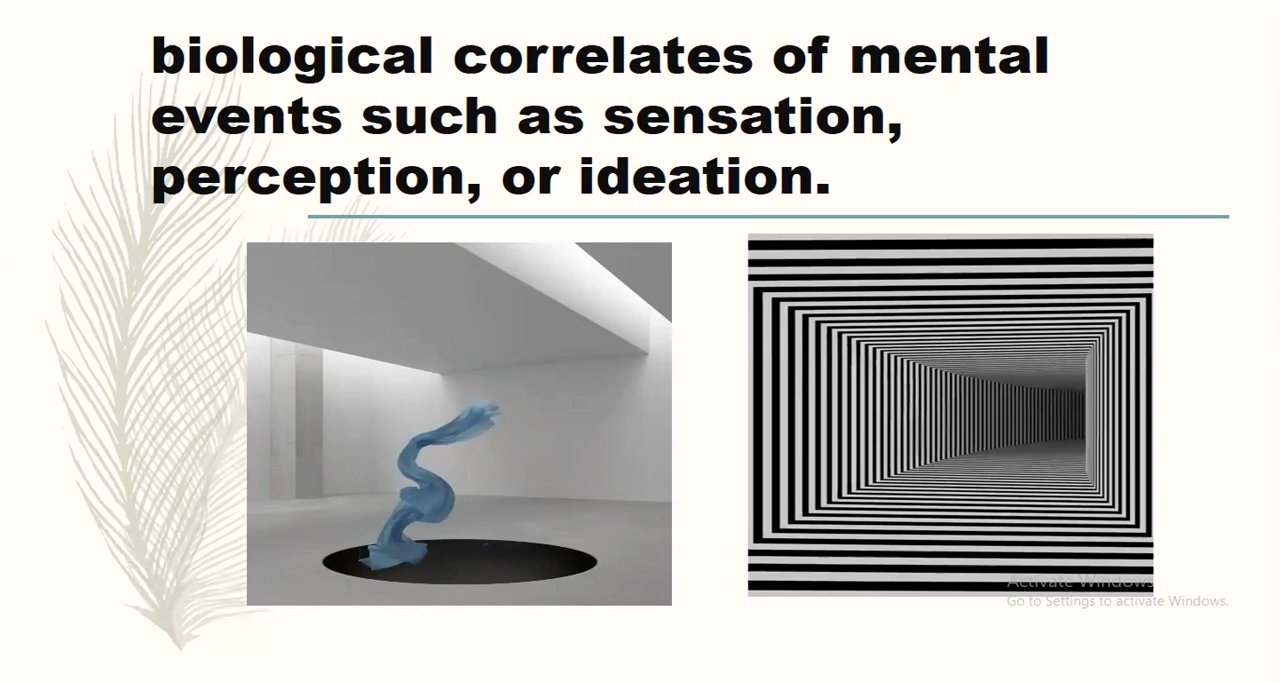 biological correlates of mental
events such as sensation,
perception, or ideation.
Activate Windows
Go to Settings to activate Windows.